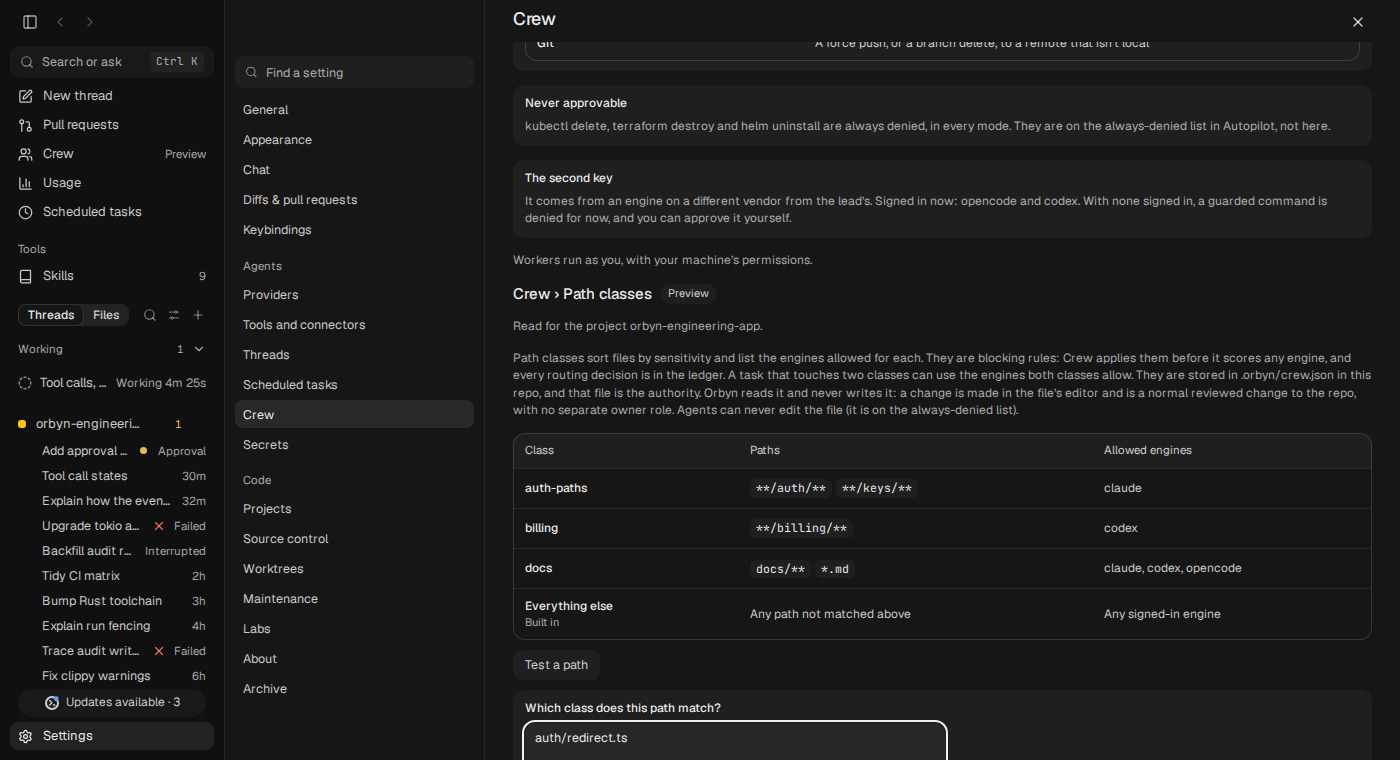 Search or ask
Ctrl K
New thread
Pull requests
Crew
Preview
Usage
Scheduled tasks
Tools
Skills
9
Threads
Files
Working
1
Tool calls, ...
Working 4m 25s
orbyn-engineeri...
1
Add approval ...
Approval
Tool call states
30m
Explain how the even...
32m
Upgrade tokio a...
Failed
Backfill audit r...
Interrupted
Tidy CI matrix
2h
Bump Rust toolchain
3h
Explain run fencing
4h
Trace audit writ...
Failed
Fix clippy warnings
6h
Updates available · 3
Settings
Find a setting
General
Appearance
Chat
Diffs & pull requests
Keybindings
Agents
Providers
Tools and connectors
Threads
Scheduled tasks
Crew
Secrets
Code
Projects
Source control
Worktrees
Maintenance
Labs
About
Archive
Crew
Git
A force push, or a branch delete, to a remote that isn't local
Never approvable
kubectl delete, terraform destroy and helm uninstall are always denied, in every mode. They are on the always-denied list in Autopilot, not here.
The second key
It comes from an engine on a different vendor from the lead's. Signed in now: opencode and codex. With none signed in, a guarded command is
denied for now, and you can approve it yourself.
Workers run as you, with your machine's permissions.
Crew › Path classes
Preview
Read for the project orbyn-engineering-app.
Path classes sort files by sensitivity and list the engines allowed for each. They are blocking rules: Crew applies them before it scores any engine, and
every routing decision is in the ledger. A task that touches two classes can use the engines both classes allow. They are stored in .orbyn/crew.json in this
repo, and that file is the authority. Orbyn reads it and never writes it: a change is made in the file's editor and is a normal reviewed change to the repo,
with no separate owner role. Agents can never edit the file (it is on the always-denied list).
Class
Paths
Allowed engines
auth-paths
**/auth/**
**/keys/**
claude
billing
**/billing/**
codex
docs
docs/**
*.md
claude, codex, opencode
Everything else
Built in
Any path not matched above
Any signed-in engine
Test a path
Which class does this path match?
auth/redirect.ts